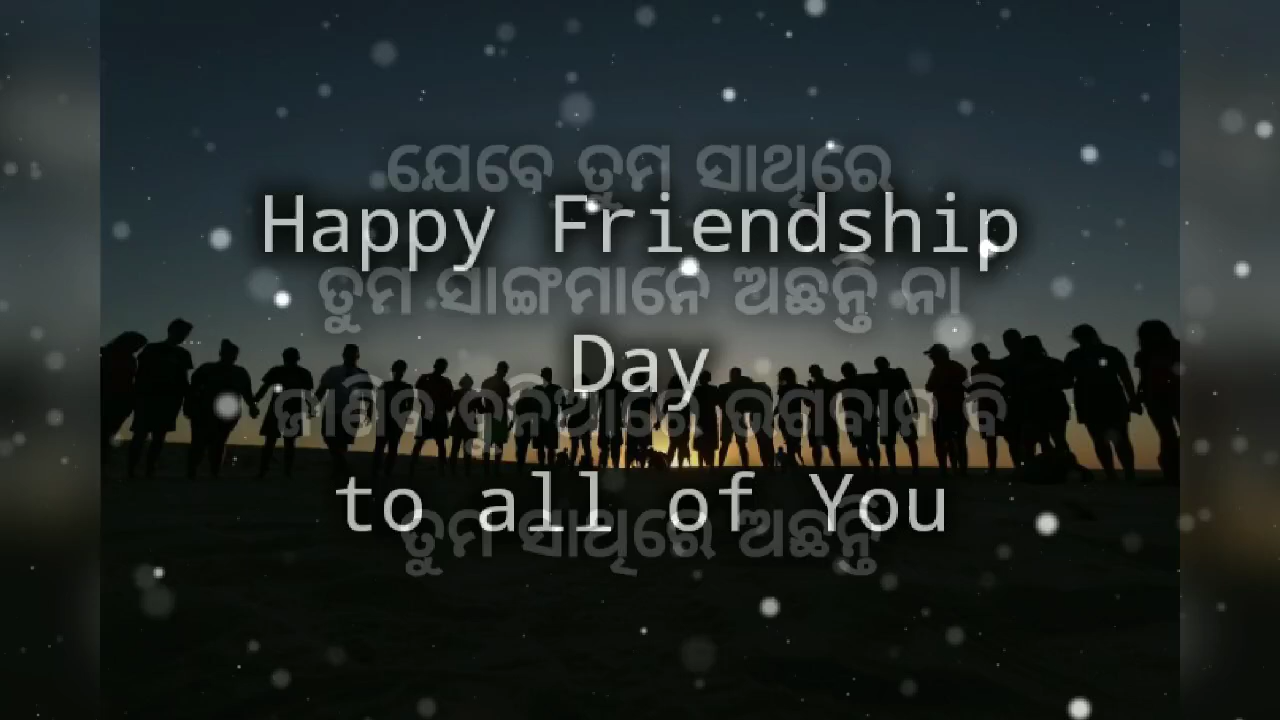 ଯେବେ ତୁମ ସାଥିରେ
Happy Friendship
ତୁମ ସାଙ୍ଗମାନେ ଅଛନ୍ତି ନା
Day
to all of You
ତୁମ ସାଥିରେ ଅଛନ୍ତି